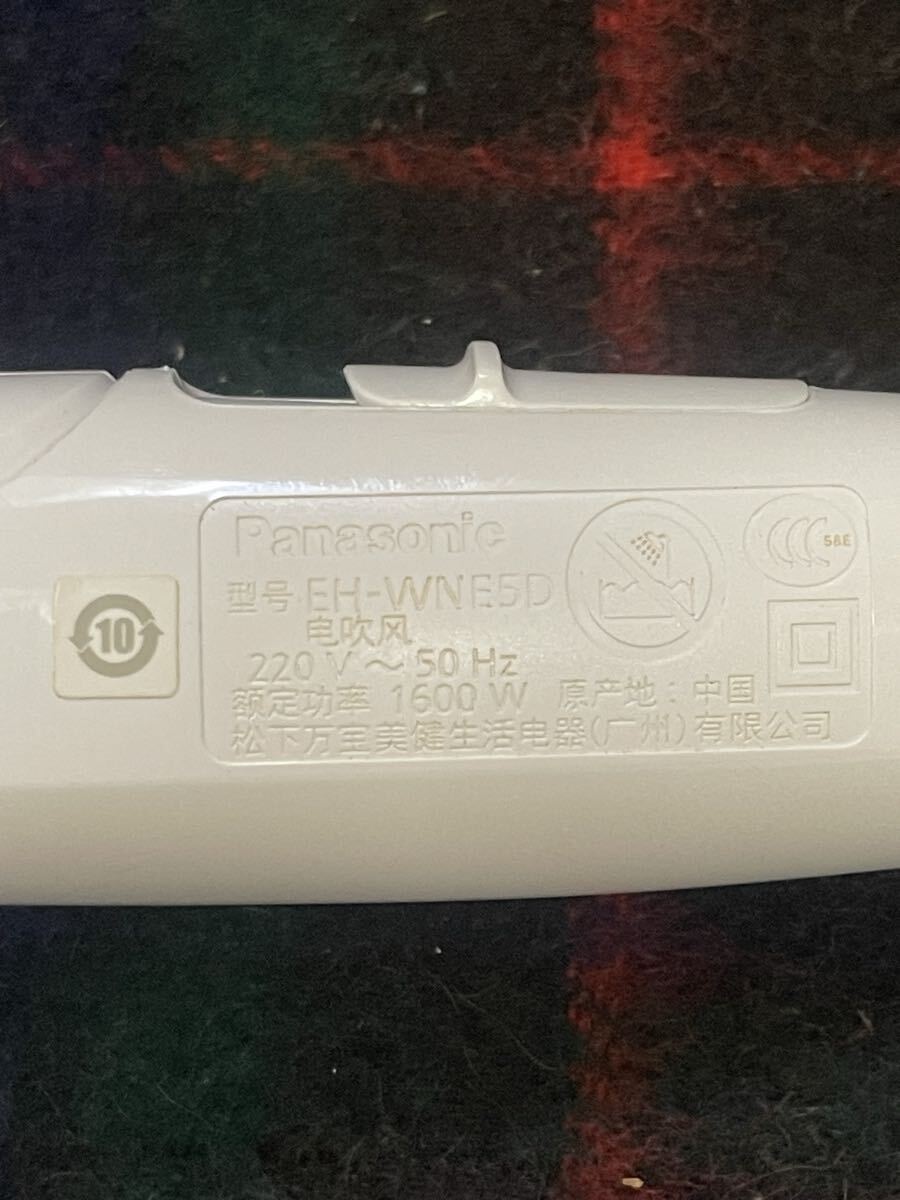 Panasonic
型号 EH-WNE5D
电吹风
220 V ~ 50 Hz
额定功率 1600 W 原产地：中国
松下万宝美健生活电器(广州)有限公司
10
S&E